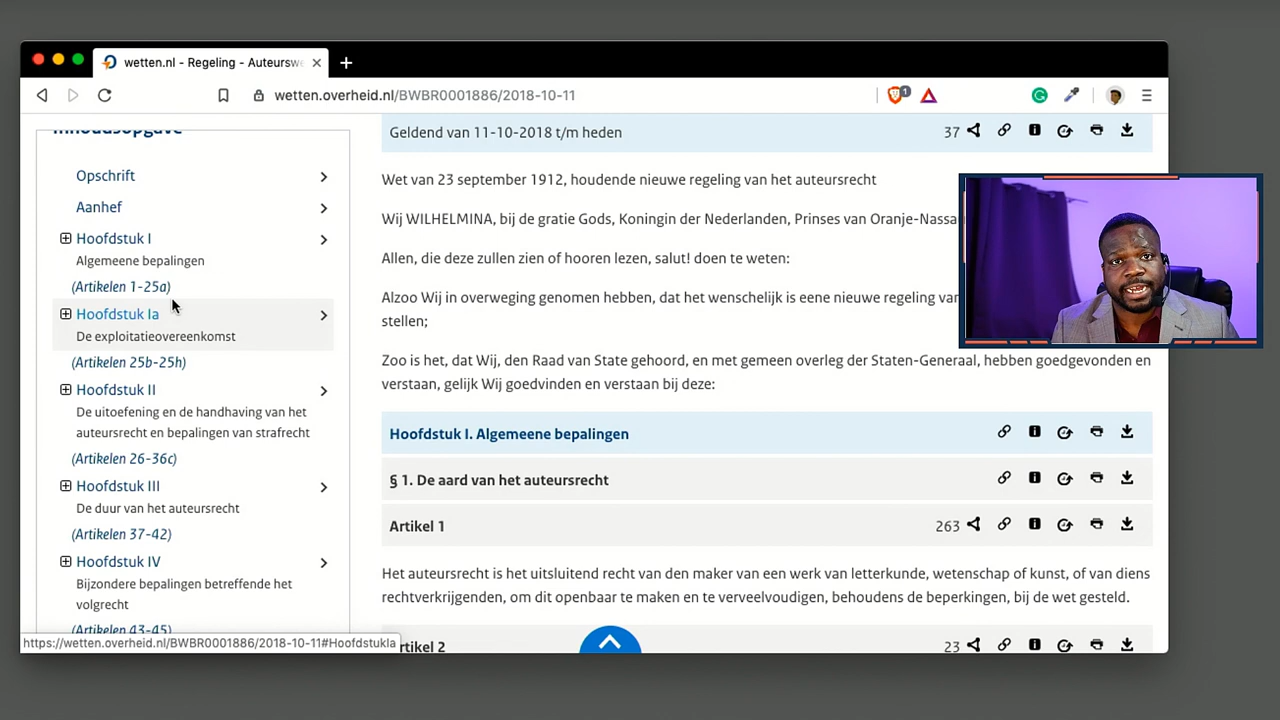 wetten.nl - Regeling - Auteursw
wetten.overheid.nl/BWBR0001886/2018-10-11
1
Inhoudsopgave
Opschrift
Aanhef
Hoofdstuk I
Algemeene bepalingen
(Artikelen 1-25a)
Hoofdstuk Ia
De exploitatieovereenkomst
(Artikelen 25b-25h)
Hoofdstuk II
De uitoefening en de handhaving van het
auteursrecht en bepalingen van strafrecht
(Artikelen 26-36c)
Hoofdstuk III
De duur van het auteursrecht
(Artikelen 37-42)
Hoofdstuk IV
Bijzondere bepalingen betreffende het
volgrecht
(Artikelen 43-45)
https://wetten.overheid.nl/BWBR0001886/2018-10-11#HoofdstukIa
Geldend van 11-10-2018 t/m heden
37
Wet van 23 september 1912, houdende nieuwe regeling van het auteursrecht
Wij WILHELMINA, bij de gratie Gods, Koningin der Nederlanden, Prinses van Oranje-Nassa
Allen, die deze zullen zien of hooren lezen, salut! doen te weten:
Alzoo Wij in overweging genomen hebben, dat het wenschelijk is eene nieuwe regeling van
stellen;
Zoo is het, dat Wij, den Raad van State gehoord, en met gemeen overleg der Staten-Generaal, hebben goedgevonden en
verstaan, gelijk Wij goedvinden en verstaan bij deze:
Hoofdstuk I. Algemeene bepalingen
§ 1. De aard van het auteursrecht
Artikel 1
263
Het auteursrecht is het uitsluitend recht van den maker van een werk van letterkunde, wetenschap of kunst, of van diens
rechtverkrijgenden, om dit openbaar te maken en te verveelvoudigen, behoudens de beperkingen, bij de wet gesteld.
rtikel 2
23